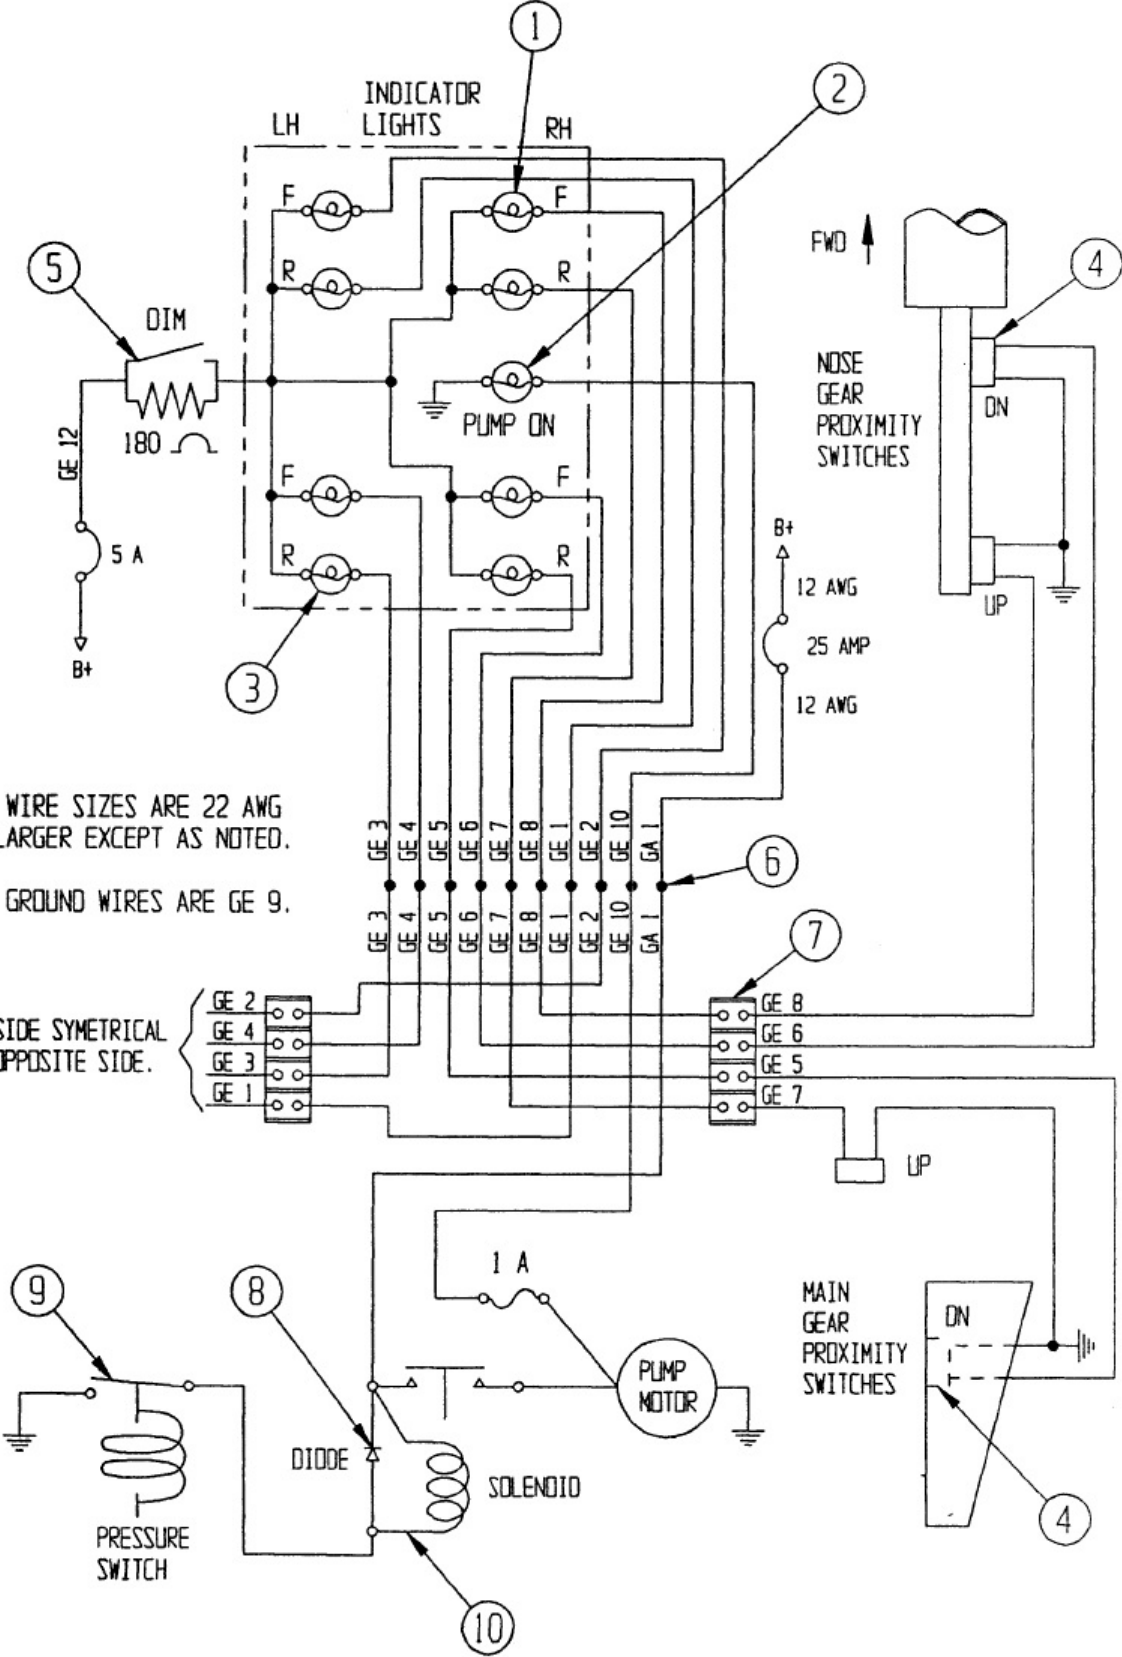 1
2
INDICATOR
LIGHTS
LH
RH
F
F
FWD
4
5
R
R
DIM
NOSE
GEAR
PROXIMITY
SWITCHES
DN
180
PUMP ON
GE 12
F
F
B+
5 A
R
R
12 AWG
UP
25 AMP
B+
3
12 AWG
WIRE SIZES ARE 22 AWG
LARGER EXCEPT AS NOTED.
GE 3
GE 4
GE 5
GE 6
GE 7
GE 8
GE 1
GE 2
GE 10
GA 1
6
GROUND WIRES ARE GE 9.
GE 3
GE 4
GE 5
GE 6
GE 7
GE 8
GE 1
GE 2
GE 10
GA 1
7
GE 2
GE 8
SIDE SYMETRICAL
GE 4
GE 6
OPPOSITE SIDE.
GE 3
GE 5
GE 1
GE 7
UP
1 A
9
8
MAIN
GEAR
PROXIMITY
SWITCHES
DN
PUMP
MOTOR
DIODE
SOLENOID
4
PRESSURE
SWITCH
10